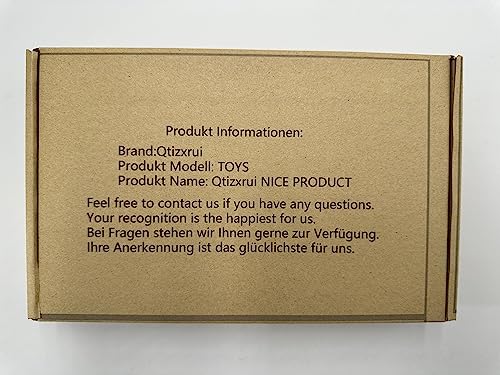 Produkt Informationen:
Brand:Qtizxrui
Produkt Modell: TOYS
Produkt Name: Qtizxrui NICE PRODUCT
Feel free to contact us if you have any questions.
Your recognition is the happiest for us.
Bei Fragen stehen wir Ihnen gerne zur Verfügung.
Ihre Anerkennung ist das glücklichste für uns.